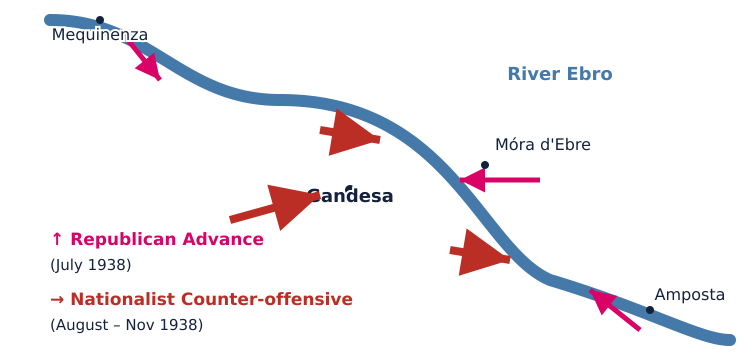 Mequinenza
River Ebro
Móra d'Ebre
Gandesa
↑ Republican Advance
(July 1938)
→ Nationalist Counter-offensive
(August – Nov 1938)
Amposta